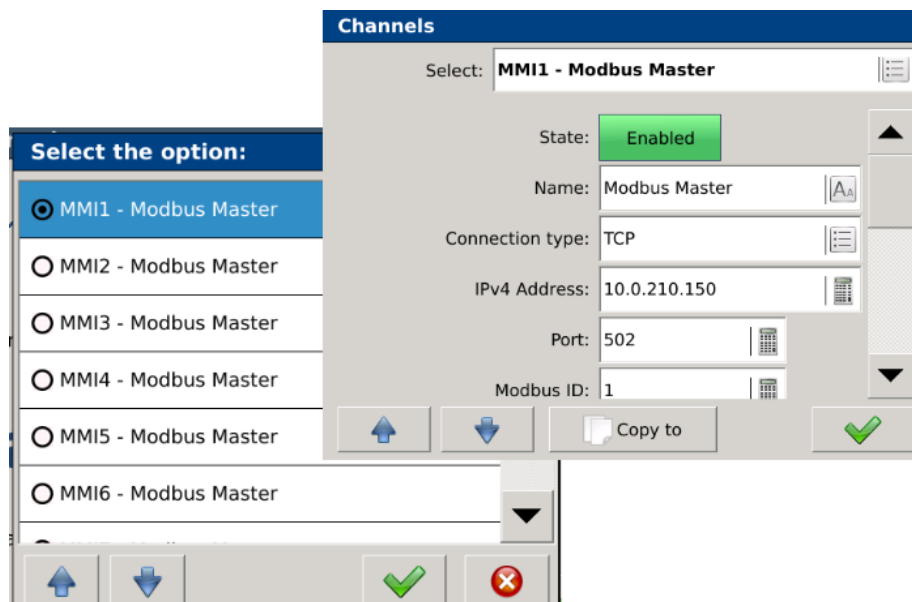 Channels
Select: MMI1 - Modbus Master
State: Enabled
Name: Modbus Master
Connection type: TCP
IPv4 Address: 10.0.210.150
Port: 502
Modbus ID: 1
Copy to
Select the option:
MMI1 - Modbus Master
MMI2 - Modbus Master
MMI3 - Modbus Master
MMI4 - Modbus Master
MMI5 - Modbus Master
MMI6 - Modbus Master